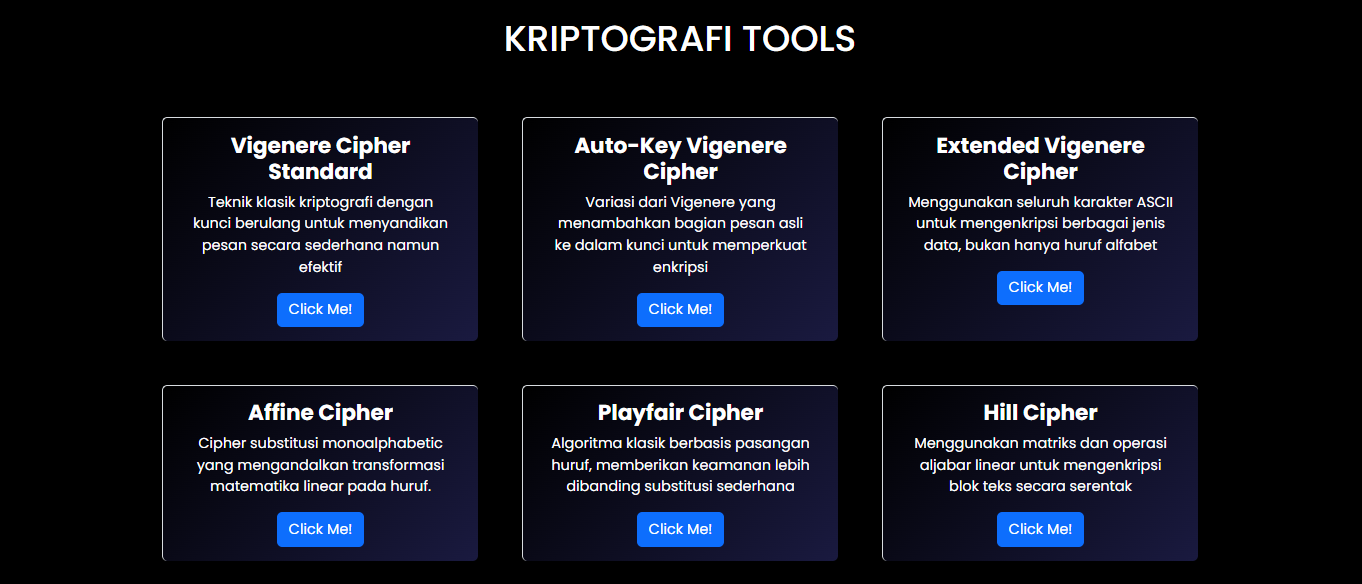 KRIPTOGRAFI TOOLS
Vigenere Cipher
Standard
Teknik klasik kriptografi dengan
kunci berulang untuk menyandikan
pesan secara sederhana namun
efektif
Click Me!
Auto-Key Vigenere
Cipher
Variasi dari Vigenere yang
menambahkan bagian pesan asli
ke dalam kunci untuk memperkuat
enkripsi
Click Me!
Extended Vigenere
Cipher
Menggunakan seluruh karakter ASCII
untuk mengenkripsi berbagai jenis
data, bukan hanya huruf alfabet
Click Me!
Affine Cipher
Cipher substitusi monoalphabetic
yang mengandalkan transformasi
matematika linear pada huruf.
Click Me!
Playfair Cipher
Algoritma klasik berbasis pasangan
huruf, memberikan keamanan lebih
dibanding substitusi sederhana
Click Me!
Hill Cipher
Menggunakan matriks dan operasi
aljabar linear untuk mengenkripsi
blok teks secara serentak
Click Me!